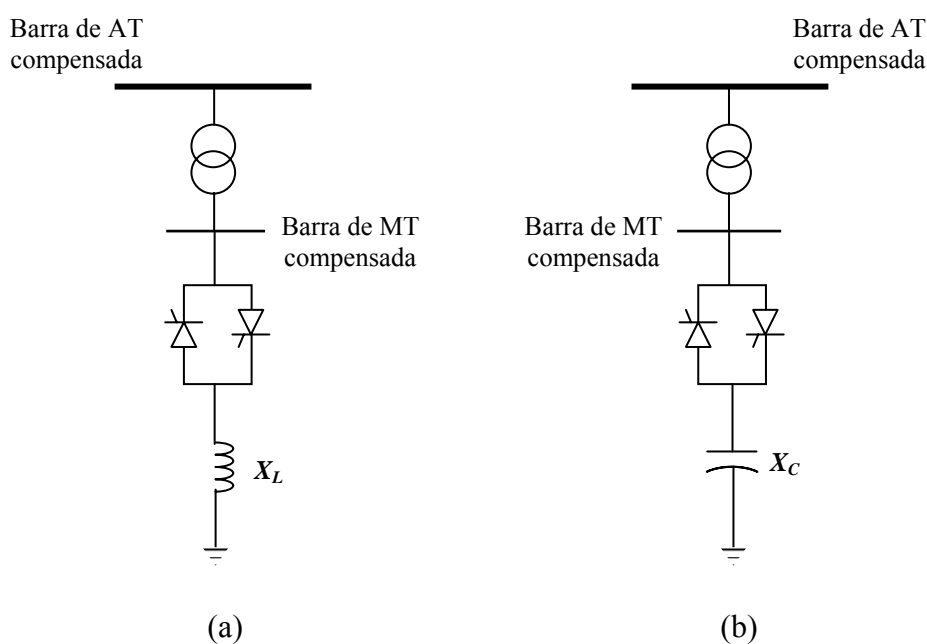 Barra de AT
compensada
Barra de MT
compensada
X_L
(a)
Barra de AT
compensada
Barra de MT
compensada
X_C
(b)